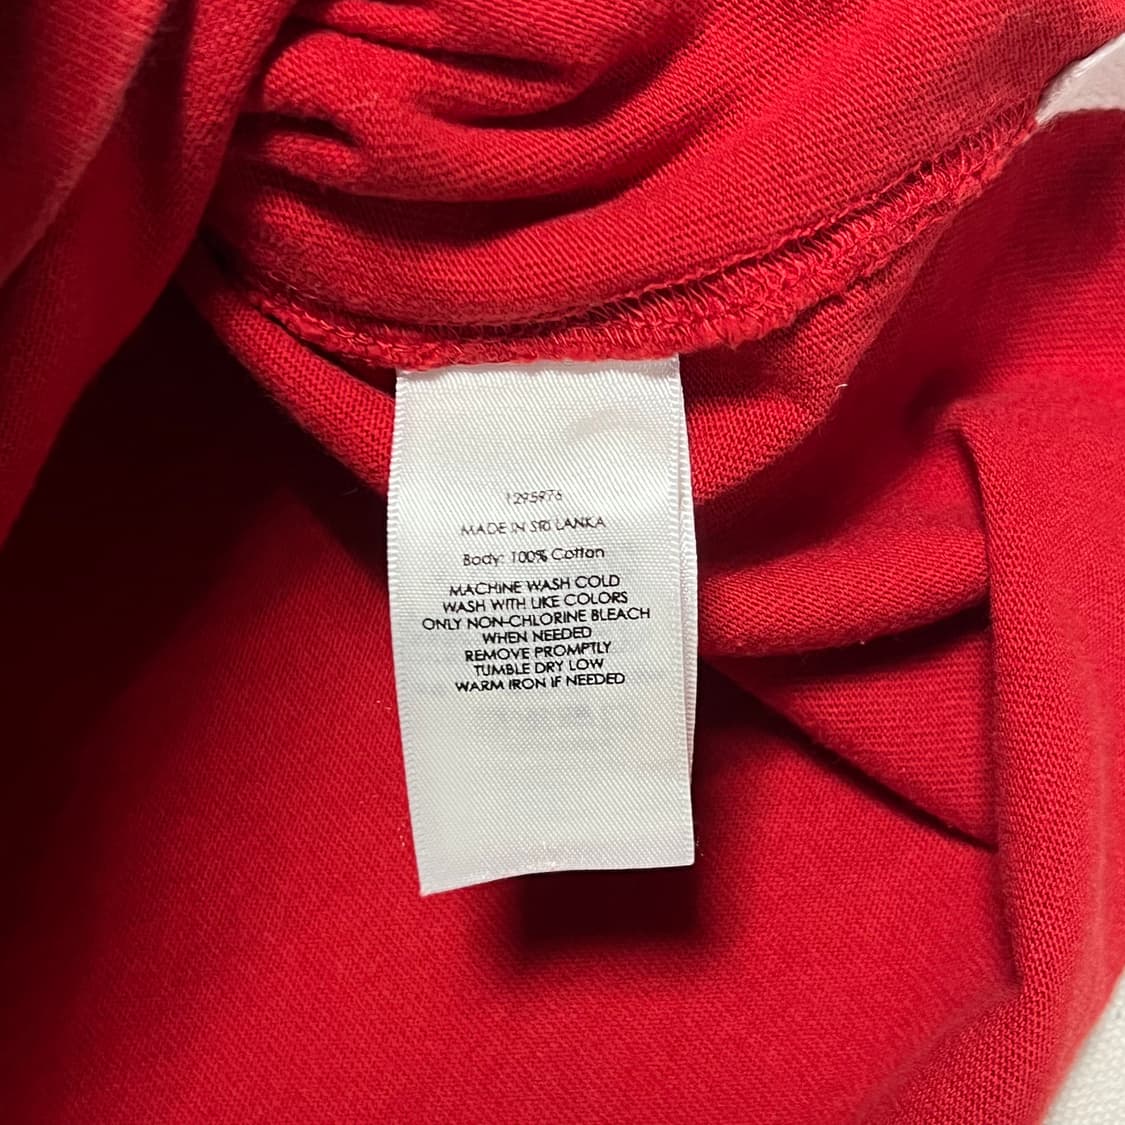 1295976
MADE IN SRI LANKA
Body: 100% Cotton
MACHINE WASH COLD
WASH WITH LIKE COLORS
ONLY NON-CHLORINE BLEACH
WHEN NEEDED
REMOVE PROMPTLY
TUMBLE DRY LOW
WARM IRON IF NEEDED